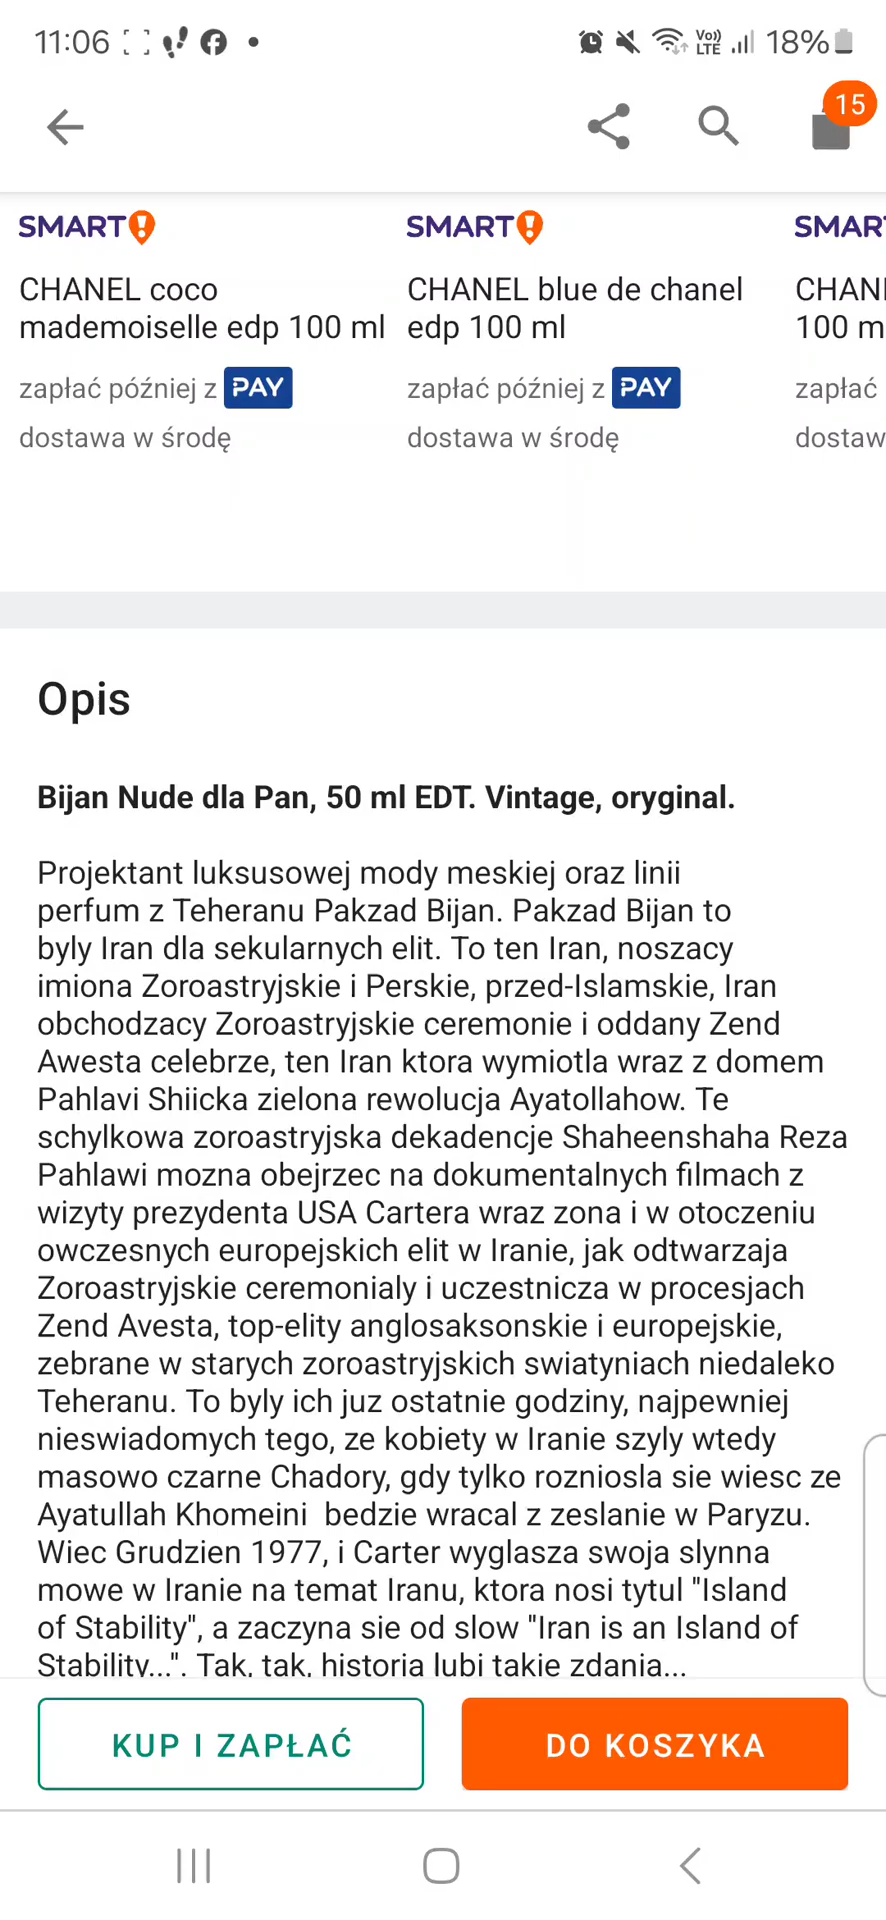 11:06
Vo))
LTE
18%
15
SMART!
SMART!
SMAR
CHANEL coco
mademoiselle edp 100 ml
CHANEL blue de chanel
edp 100 ml
CHAN
100 m
zapłać później z PAY
zapłać później z PAY
zapłać
dostawa w środę
dostawa w środę
dostaw
Opis
Bijan Nude dla Pan, 50 ml EDT. Vintage, oryginal.
Projektant luksusowej mody meskiej oraz linii
perfum z Teheranu Pakzad Bijan. Pakzad Bijan to
byly Iran dla sekularnych elit. To ten Iran, noszacy
imiona Zoroastryjskie i Perskie, przed-Islamskie, Iran
obchodzacy Zoroastryjskie ceremonie i oddany Zend
Awesta celebrze, ten Iran ktora wymiotla wraz z domem
Pahlavi Shiicka zielona rewolucja Ayatollahow. Te
schylkowa zoroastryjska dekadencje Shaheenshaha Reza
Pahlawi mozna obejrzec na dokumentalnych filmach z
wizyty prezydenta USA Cartera wraz zona i w otoczeniu
owczesnych europejskich elit w Iranie, jak odtwarzaja
Zoroastryjskie ceremonialy i uczestnicza w procesjach
Zend Avesta, top-elity anglosaksonskie i europejskie,
zebrane w starych zoroastryjskich swiatyniach niedaleko
Teheranu. To byly ich juz ostatnie godziny, najpewniej
nieswiadomych tego, ze kobiety w Iranie szyly wtedy
masowo czarne Chadory, gdy tylko rozniosla sie wiesc ze
Ayatullah Khomeini  bedzie wracal z zeslanie w Paryzu.
Wiec Grudzien 1977, i Carter wyglasza swoja slynna
mowe w Iranie na temat Iranu, ktora nosi tytul "Island
of Stability", a zaczyna sie od slow "Iran is an Island of
Stability...". Tak, tak, historia lubi takie zdania...
KUP I ZAPŁAĆ
DO KOSZYKA